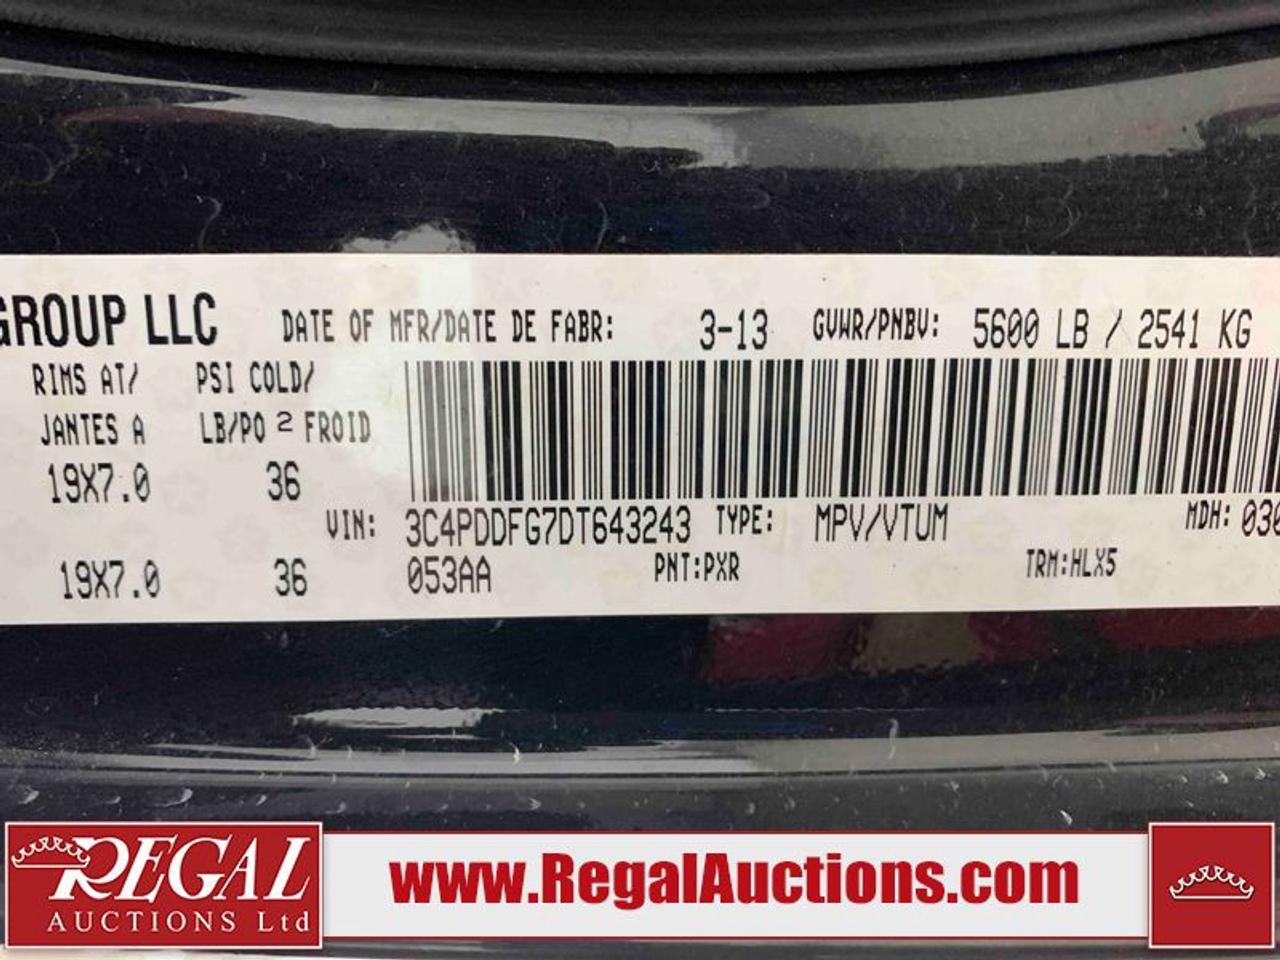 GROUP LLC DATE OF MFR/DATE DE FABR: 3-13 GVWR/PNBV: 5600 LB / 2541 KG
RIMS AT/ PSI COLD/
JANTES A LB/PO 2 FROID
19X7.0 36
VIN: 3C4PDDFG7DT643243 TYPE: MPV/VTUM MDH: 030
19X7.0 36 053AA PNT:PXR TRM:HLX5
REGAL
AUCTIONS Ltd
www.RegalAuctions.com